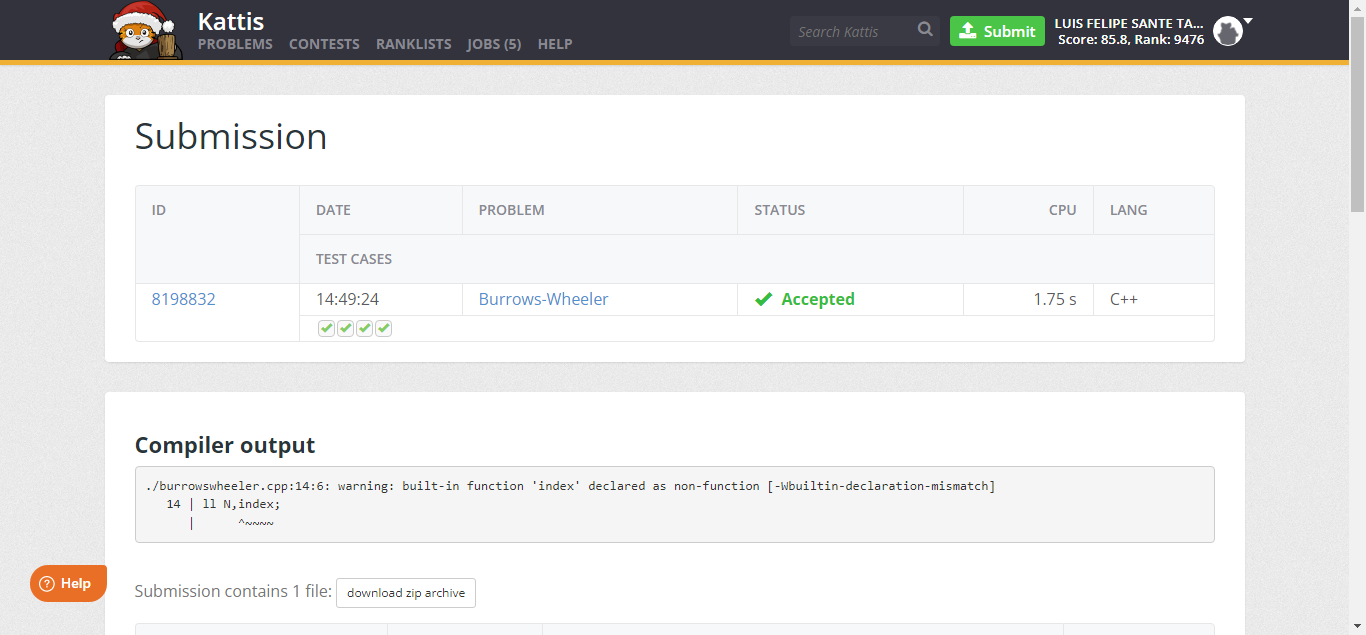 Kattis
PROBLEMS CONTESTS RANKLISTS JOBS (5) HELP
Search Kattis
Submit
LUIS FELIPE SANTE TA...
Score: 85.8, Rank: 9476
Submission
ID DATE PROBLEM STATUS CPU LANG
TEST CASES
8198832 14:49:24 Burrows-Wheeler Accepted 1.75 s C++
Compiler output
./burrowswheeler.cpp:14:6: warning: built-in function 'index' declared as non-function [-Wbuiltin-declaration-mismatch]
14 | ll N,index;
| ^~~~~
Help
Submission contains 1 file: download zip archive